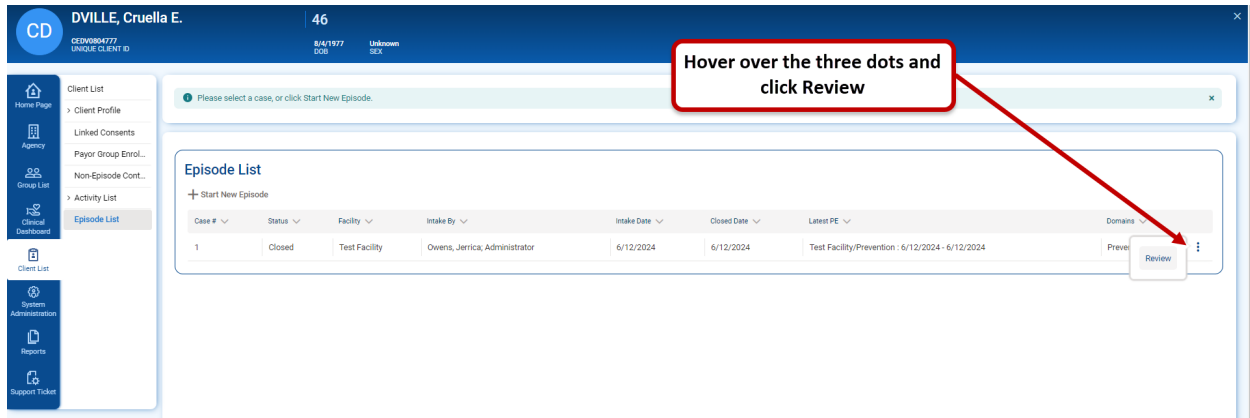 CD
DVILLE, Cruella E.
CEDV0804777
UNIQUE CLIENT ID
46
8/4/1977
DOB
Unknown
SEX
×
Hover over the three dots and
click Review
Home Page
Agency
Group List
Clinical
Dashboard
Client List
System
Administration
Reports
Support Ticket
Client List
> Client Profile
Linked Consents
Payor Group Enrol...
Non-Episode Cont...
> Activity List
Episode List
Please select a case, or click Start New Episode.
×
Episode List
+ Start New Episode
Case # Status Facility Intake By Intake Date Closed Date Latest PE Domains
1 Closed Test Facility Owens, Jerrica; Administrator 6/12/2024 6/12/2024 Test Facility/Prevention : 6/12/2024 - 6/12/2024
Review